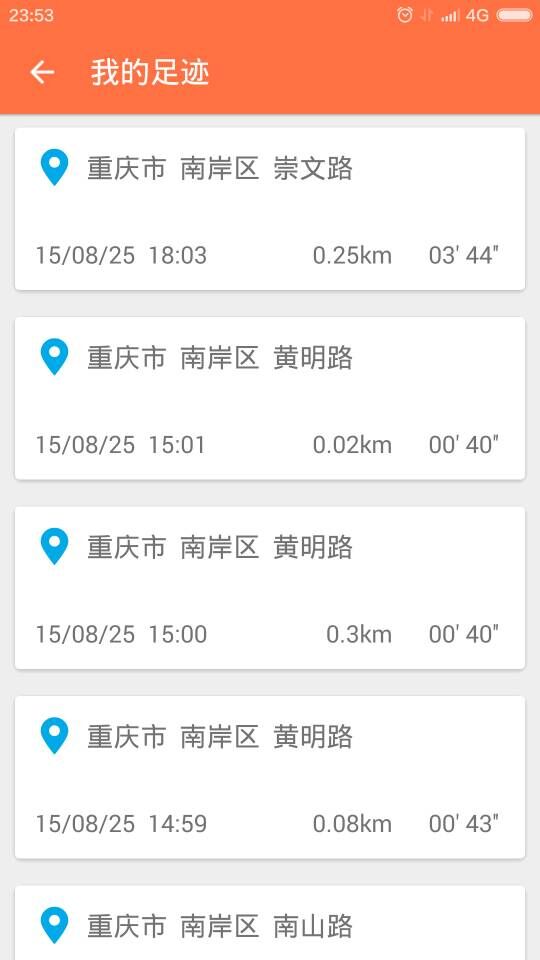 23:53 4G
我的足迹
重庆市 南岸区 崇文路
15/08/25 18:03 0.25km 03' 44"
重庆市 南岸区 黄明路
15/08/25 15:01 0.02km 00' 40"
重庆市 南岸区 黄明路
15/08/25 15:00 0.3km 00' 40"
重庆市 南岸区 黄明路
15/08/25 14:59 0.08km 00' 43"
重庆市 南岸区 南山路